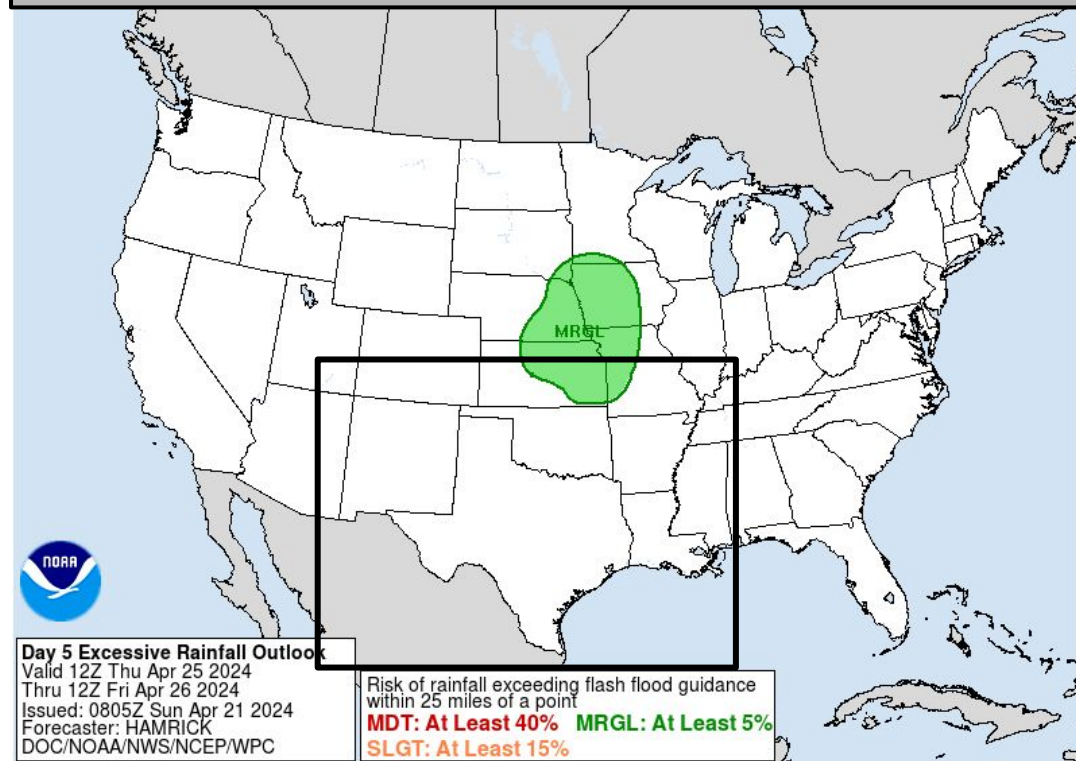 MRGL
NOAA
Day 5 Excessive Rainfall Outlook
Valid 12Z Thu Apr 25 2024
Thru 12Z Fri Apr 26 2024
Issued: 0805Z Sun Apr 21 2024
Forecaster: HAMRICK
DOC/NOAA/NWS/NCEP/WPC
Risk of rainfall exceeding flash flood guidance
within 25 miles of a point
MDT: At Least 40% MRGL: At Least 5%
SLGT: At Least 15%